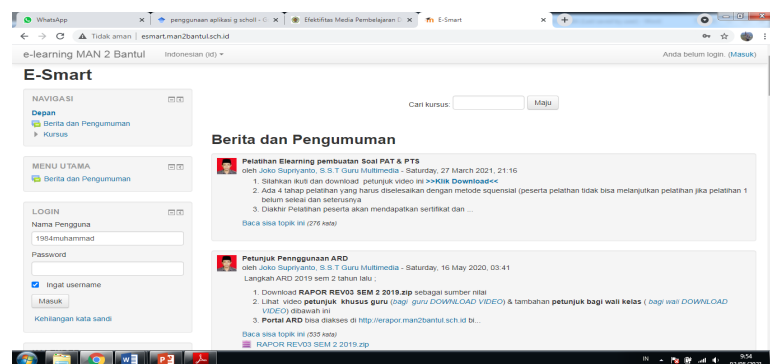 WhatsApp
penggunaan aplikasi g scholl - G
Efektifitas Media Pembelajaran D
E-Smart
Tidak aman | esmart.man2bantul.sch.id
e-learning MAN 2 Bantul
Indonesian (id)
Anda belum login. (Masuk)
E-Smart
NAVIGASI
Depan
Berita dan Pengumuman
Kursus
MENU UTAMA
Berita dan Pengumuman
LOGIN
Nama Pengguna
1984muhammad
Password
Ingat username
Masuk
Kehilangan kata sandi
Cari kursus:
Maju
Berita dan Pengumuman
Pelatihan Elearning pembuatan Soal PAT & PTS
oleh Joko Supriyanto, S.S.T Guru Multimedia - Saturday, 27 March 2021, 21:16
1. Silahkan ikuti dan download petunjuk video ini >>Klik Download<<
2. Ada 4 tahap pelatihan yang harus diselesaikan dengan metode squensial (peserta pelatihan tidak bisa melanjutkan pelatihan jika pelatihan 1
belum seleai dan seterusnya
3. Diakhir Pelatihan peserta akan mendapatkan sertifikat dan ...
Baca sisa topik ini (276 kata)
Petunjuk Pennggunaan ARD
oleh Joko Supriyanto, S.S.T Guru Multimedia - Saturday, 16 May 2020, 03:41
Langkah ARD 2019 sem 2 tahun lalu ;
1. Download RAPOR REV03 SEM 2 2019.zip sebagai sumber nilai
2. Lihat video petunjuk khusus guru (bagi guru DOWNLOAD VIDEO) & tambahan petunjuk bagi wali kelas ( bagi wali DOWNLOAD
VIDEO) dibawah ini
3. Portal ARD bisa diakses di http://erapor.man2bantul.sch.id bi...
Baca sisa topik ini (535 kata)
RAPOR REV03 SEM 2 2019.zip
IN
9:54